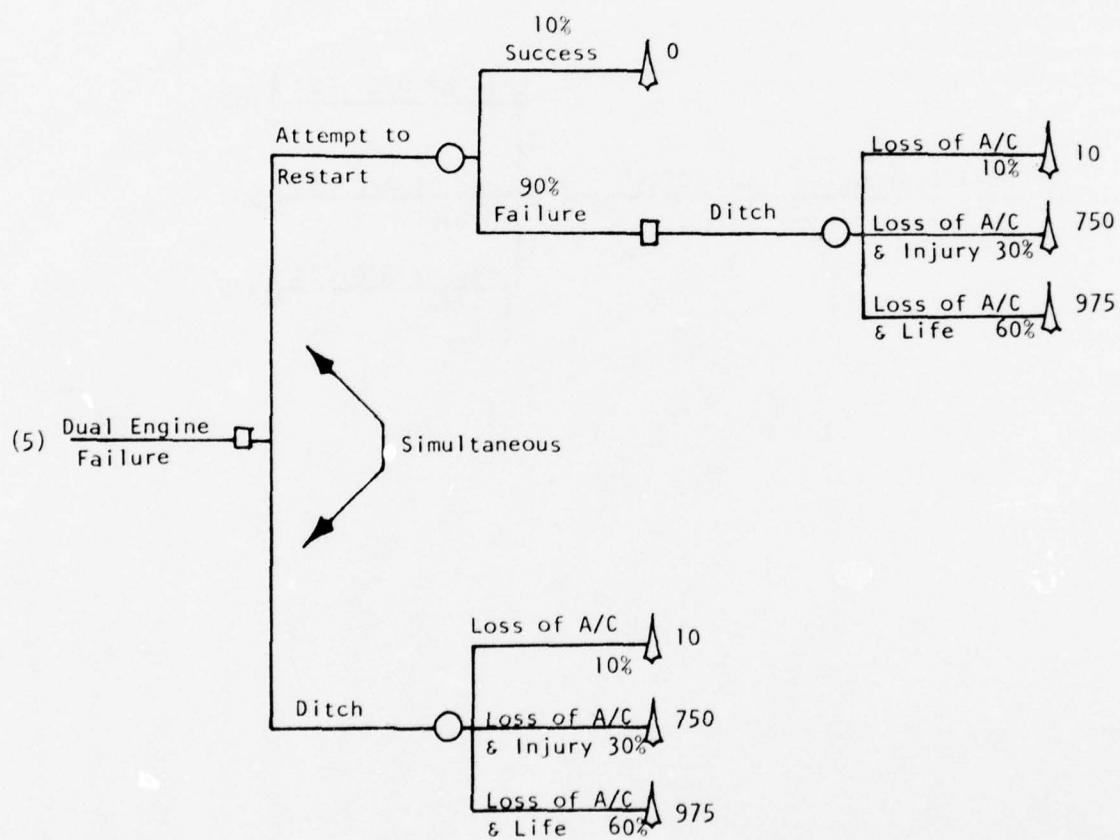 10%
Success 0
Attempt to
Restart
90%
Failure
Ditch
Loss of A/C 10
10%
Loss of A/C 750
& Injury 30%
Loss of A/C 975
& Life 60%
(5) Dual Engine
Failure
Simultaneous
Ditch
Loss of A/C 10
10%
Loss of A/C 750
& Injury 30%
Loss of A/C 975
& Life 60%